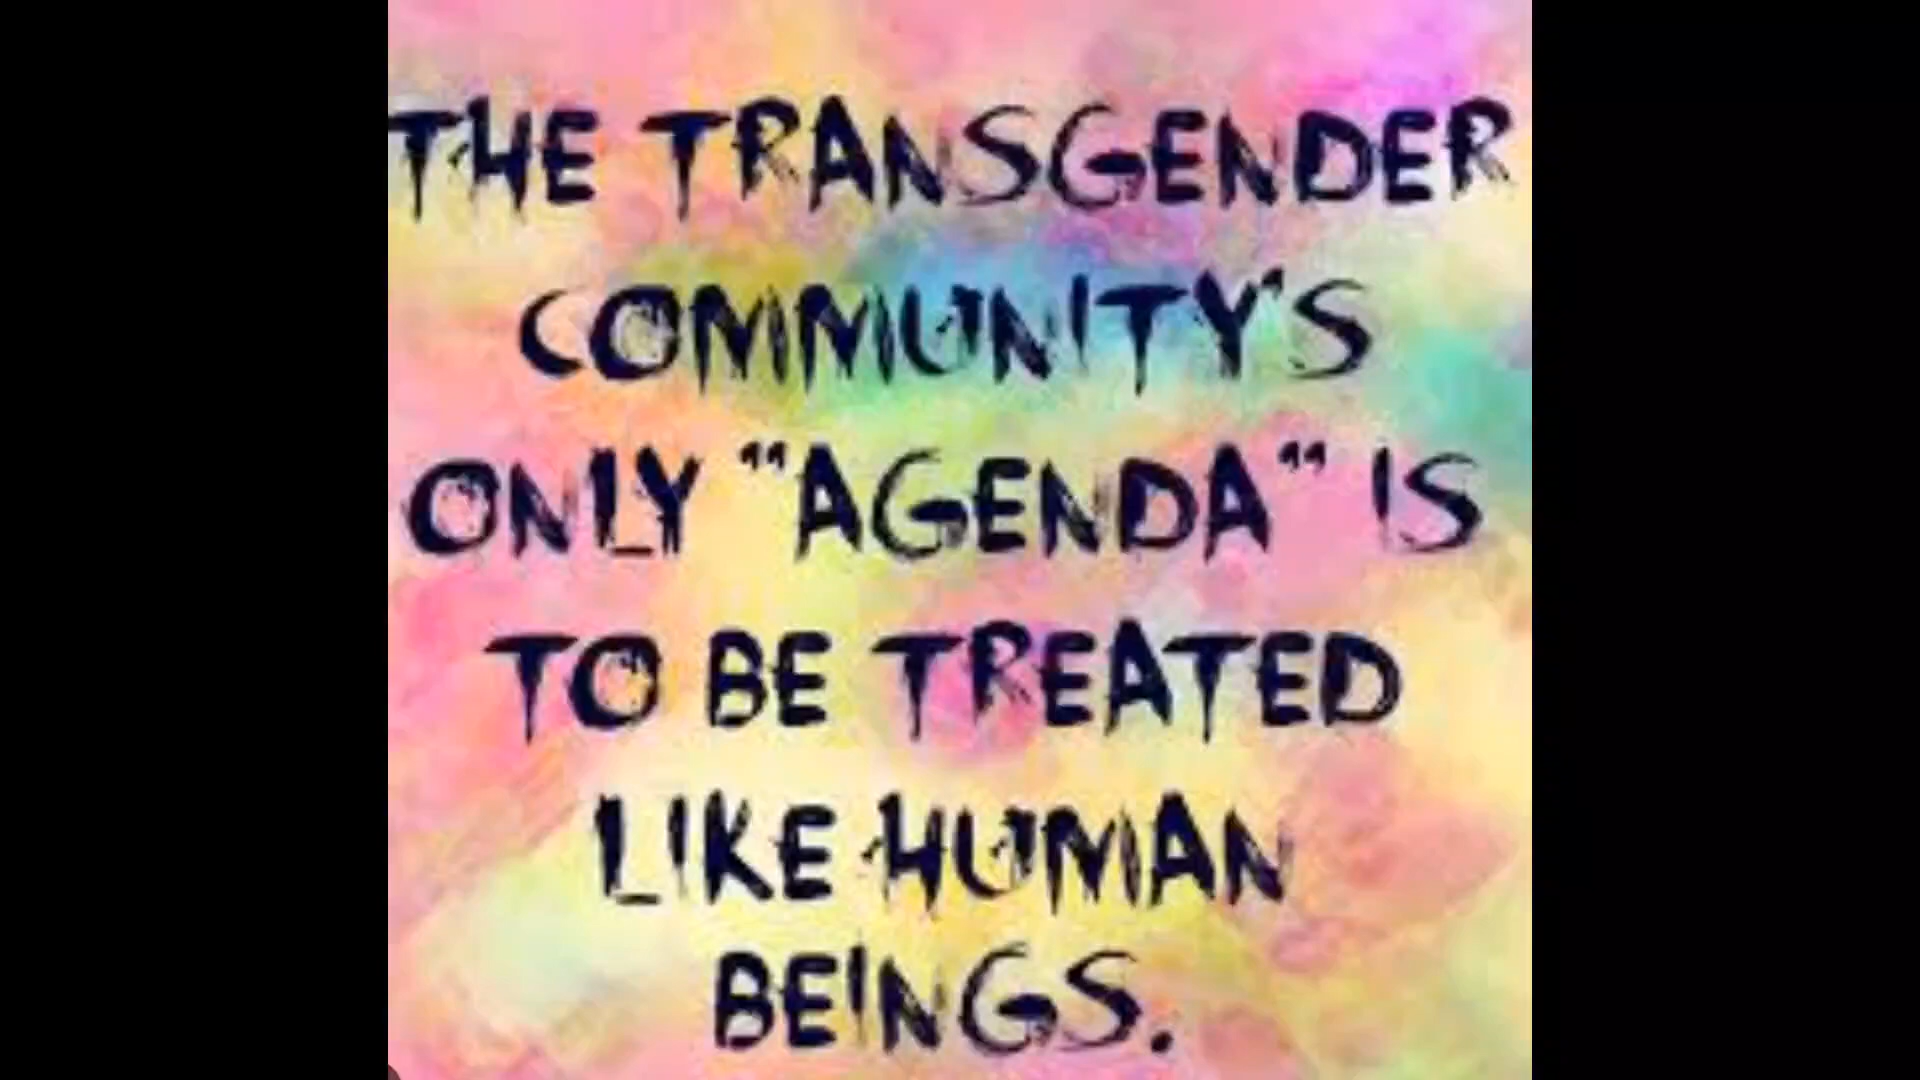 THE TRANSGENDER
COMMUNITY'S
ONLY "AGENDA" IS
TO BE TREATED
LIKE HUMAN
BEINGS.